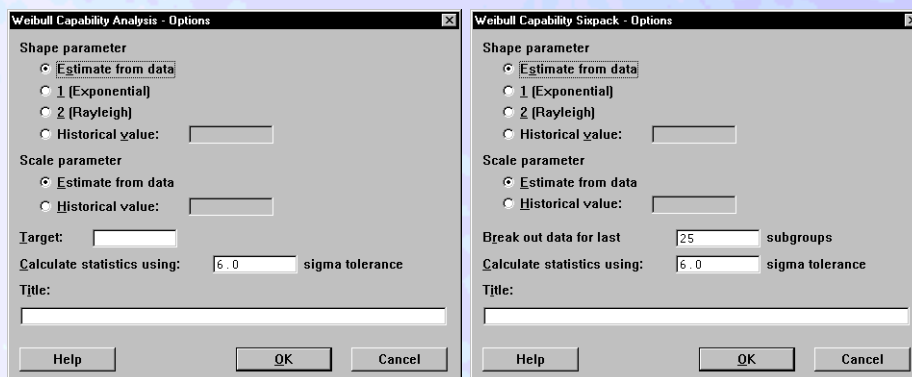 Weibull Capability Analysis - Options
Shape parameter
Estimate from data
1 (Exponential)
2 (Rayleigh)
Historical value:
Scale parameter
Estimate from data
Historical value:
Target:
Calculate statistics using: 6.0 sigma tolerance
Title:
Help OK Cancel
Weibull Capability Sixpack - Options
Shape parameter
Estimate from data
1 (Exponential)
2 (Rayleigh)
Historical value:
Scale parameter
Estimate from data
Historical value:
Break out data for last 25 subgroups
Calculate statistics using: 6.0 sigma tolerance
Title:
Help OK Cancel